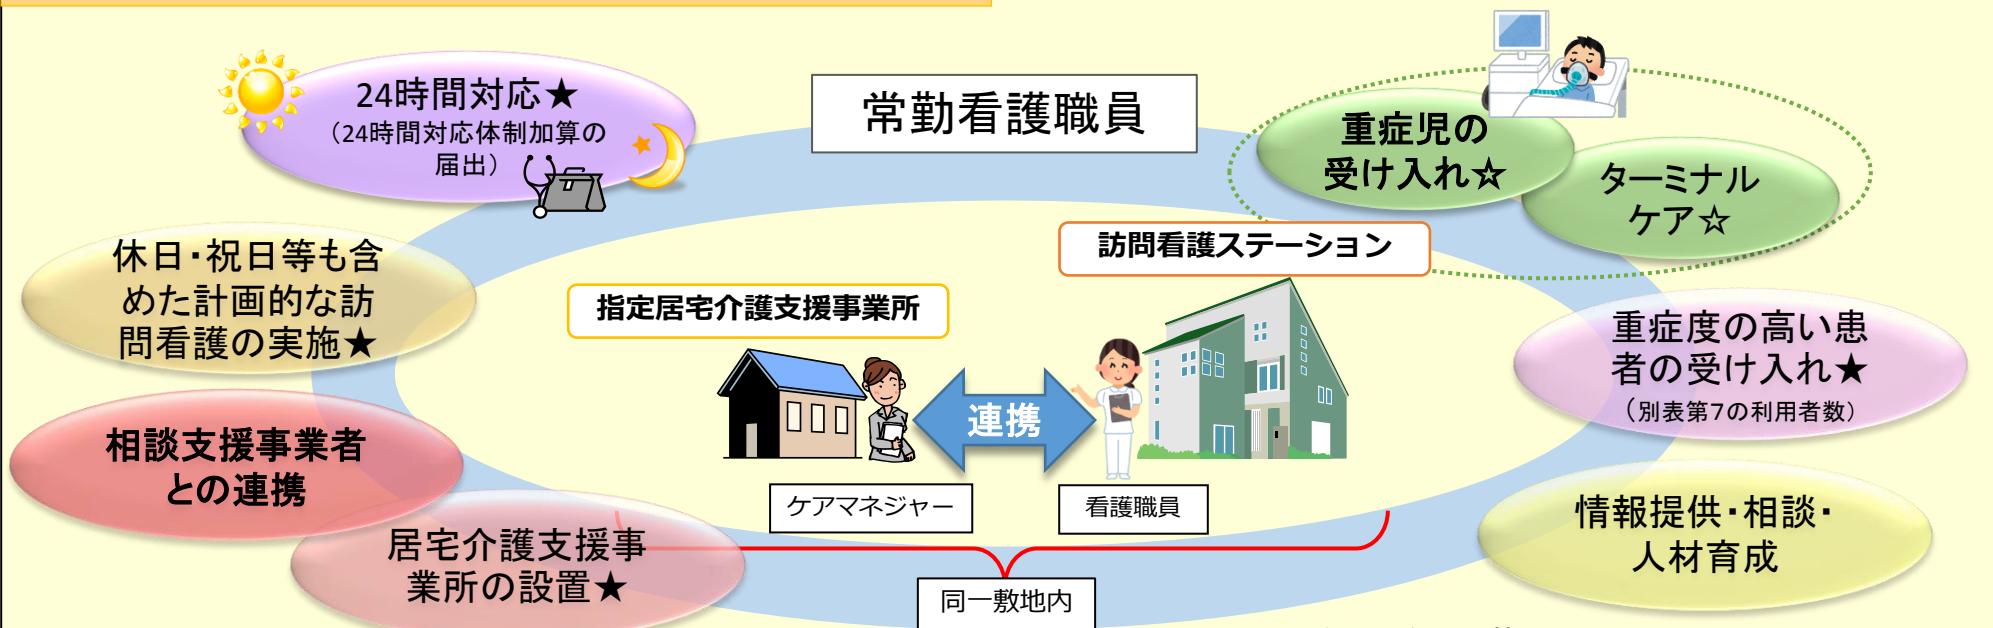 24時間対応★
（24時間対応体制加算の
届出）
常勤看護職員
重症児の
受け入れ☆
ターミナル
ケア☆
休日・祝日等も含
めた計画的な訪
問看護の実施★
訪問看護ステーション
指定居宅介護支援事業所
連携
重症度の高い患
者の受け入れ★
（別表第7の利用者数）
相談支援事業者
との連携
ケアマネジャー
看護職員
居宅介護支援事
業所の設置★
情報提供・相談・
人材育成
同一敷地内